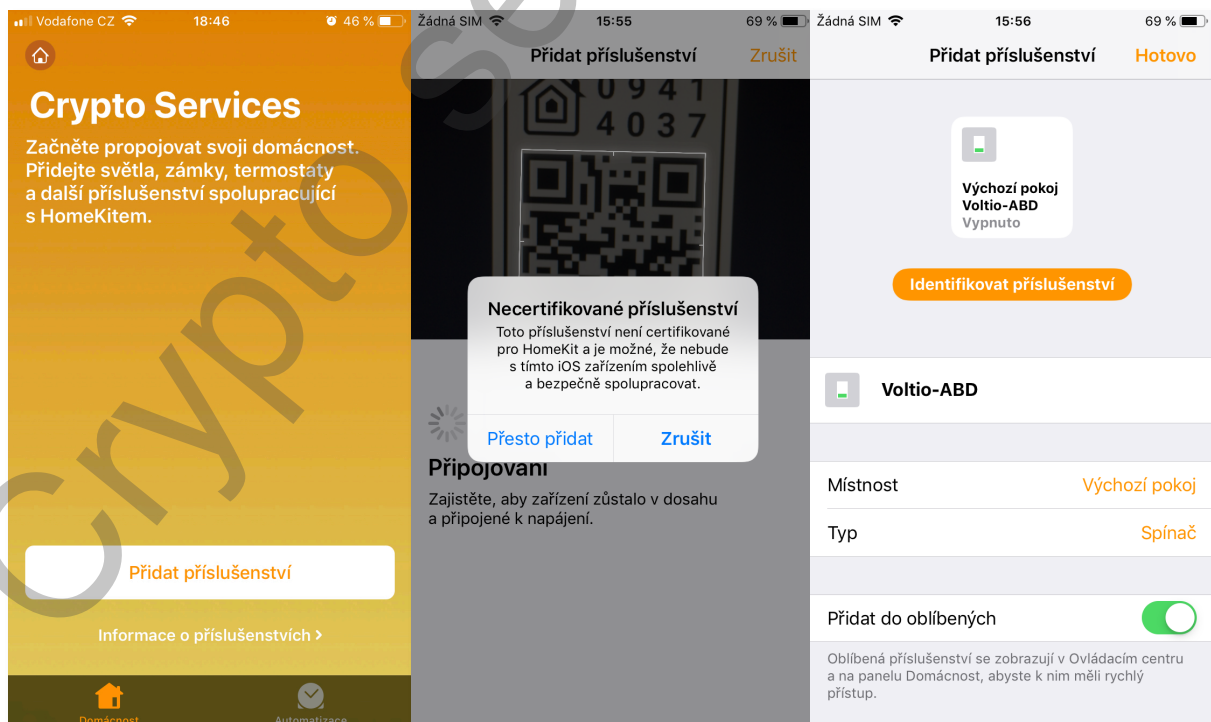 Vodafone CZ
18:46
46 %
Crypto Services
Začněte propojovat svoji domácnost.
Přidejte světla, zámky, termostaty
a další příslušenství spolupracující
s HomeKitem.
Přidat příslušenství
Informace o příslušenstvích >
Domácnost
Automatizace
Žádná SIM
15:55
69 %
Přidat příslušenství
Zrušit
0941
4037
Necertifikované příslušenství
Toto příslušenství není certifikované
pro HomeKit a je možné, že nebude
s tímto iOS zařízením spolehlivě
a bezpečně spolupracovat.
Přesto přidat
Zrušit
Připojování
Zajistěte, aby zařízení zůstalo v dosahu
a připojené k napájení.
Žádná SIM
15:56
69 %
Přidat příslušenství
Hotovo
Výchozí pokoj
Voltio-ABD
Vypnuto
Identifikovat příslušenství
Voltio-ABD
Místnost
Výchozí pokoj
Typ
Spínač
Přidat do oblíbených
Oblíbená příslušenství se zobrazují v Ovládacím centru
a na panelu Domácnost, abyste k nim měli rychlý
přístup.